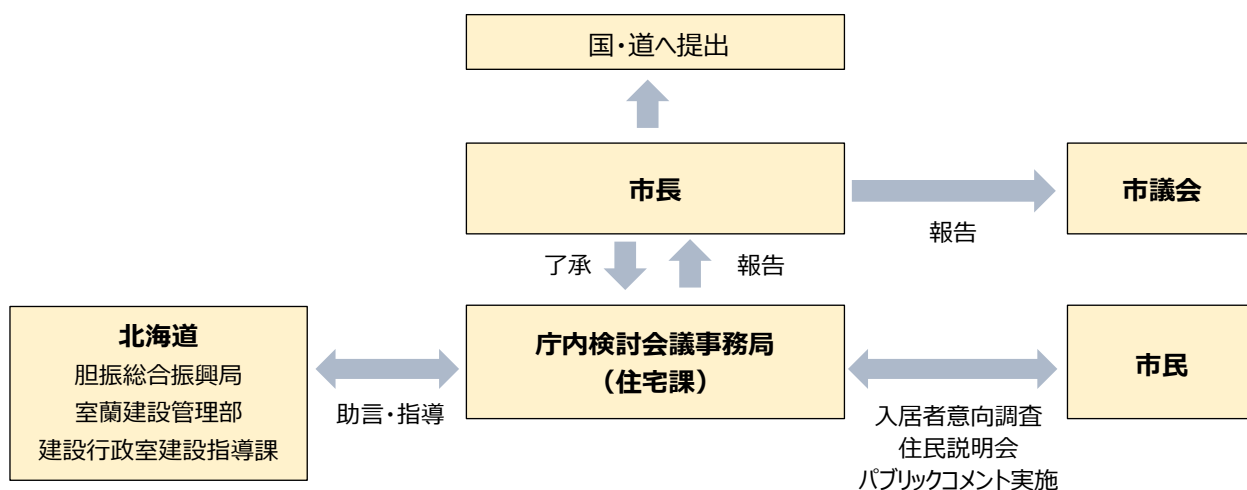 国・道へ提出
市長
市議会
報告
了承
報告
北海道
胆振総合振興局
室蘭建設管理部
建設行政室建設指導課
助言・指導
庁内検討会議事務局
（住宅課）
市民
入居者意向調査
住民説明会
パブリックコメント実施